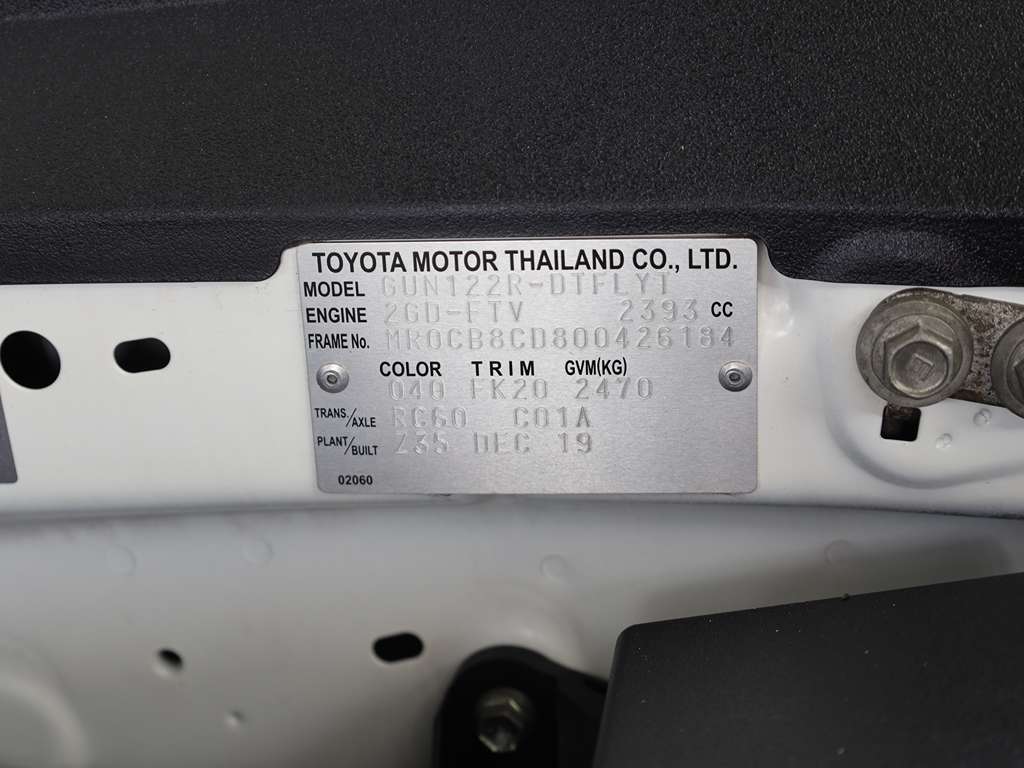 TOYOTA MOTOR THAILAND CO., LTD.
MODEL GUN122R-DTFLYT
ENGINE 2GD-FTV 2393 CC
FRAME No. MR0CB8CD800426184
COLOR TRIM GVM(KG)
040 FK20 2470
TRANS./AXLE RC60 C01A
PLANT/BUILT Z35 DEC 19
02060